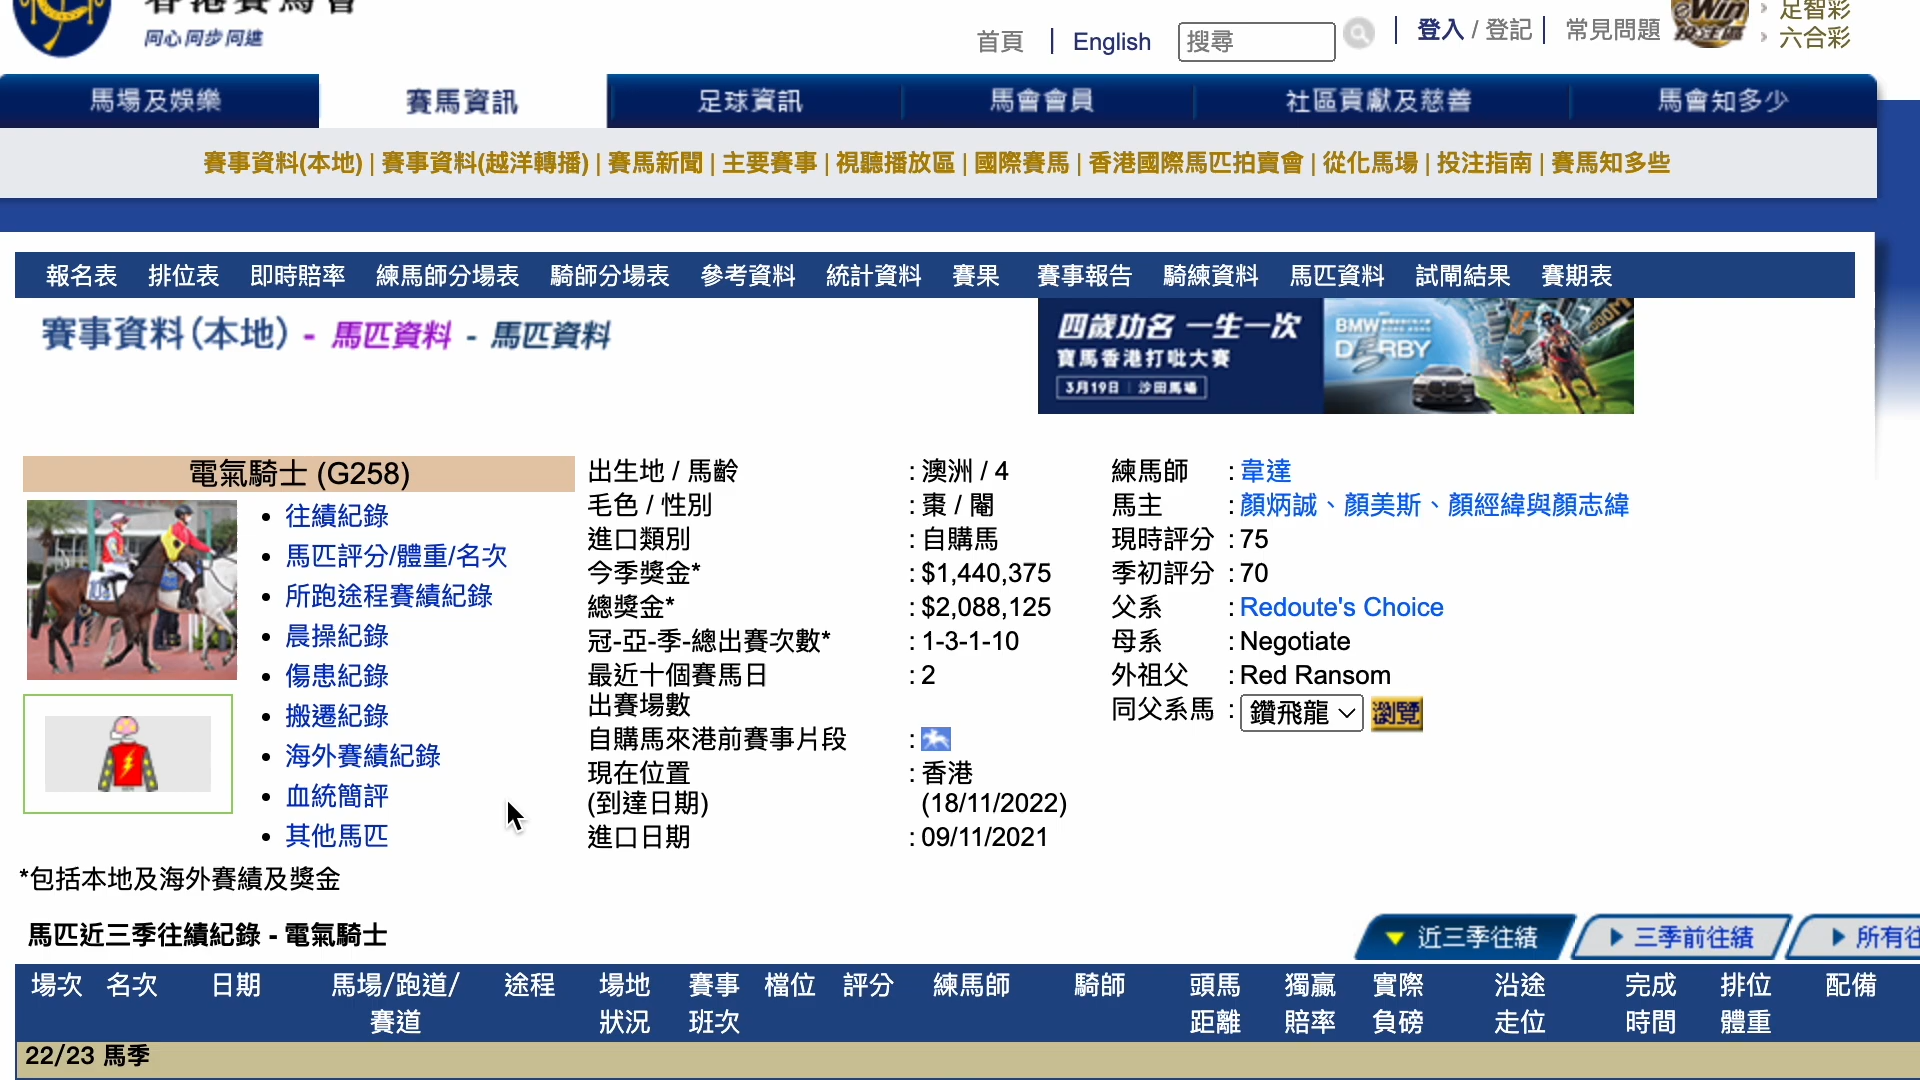 香港賽馬會
同心同步同進
首頁 | English 搜尋 | 登入 / 登記 | 常見問題 eWin 投注區 足智彩
六合彩
馬場及娛樂 賽馬資訊 足球資訊 馬會會員 社區貢獻及慈善 馬會知多少
賽事資料(本地) | 賽事資料(越洋轉播) | 賽馬新聞 | 主要賽事 | 視聽播放區 | 國際賽馬 | 香港國際馬匹拍賣會 | 從化馬場 | 投注指南 | 賽馬知多些
報名表 排位表 即時賠率 練馬師分場表 騎師分場表 參考資料 統計資料 賽果 賽事報告 騎練資料 馬匹資料 試閘結果 賽期表
賽事資料(本地) - 馬匹資料 - 馬匹資料
四歲功名 一生一次
寶馬香港打吡大賽
3月19日 | 沙田馬場
BMW
DERBY
電氣騎士 (G258)
往績紀錄
馬匹評分/體重/名次
所跑途程賽績紀錄
晨操紀錄
傷患紀錄
搬遷紀錄
海外賽績紀錄
血統簡評
其他馬匹
出生地 / 馬齡 : 澳洲 / 4
毛色 / 性別 : 棗 / 閹
進口類別 : 自購馬
今季獎金* : $1,440,375
總獎金* : $2,088,125
冠-亞-季-總出賽次數* : 1-3-1-10
最近十個賽馬日 : 2
出賽場數
自購馬來港前賽事片段 :
現在位置 : 香港
(到達日期) (18/11/2022)
進口日期 : 09/11/2021
練馬師 : 韋達
馬主 : 顏炳誠、顏美斯、顏經緯與顏志緯
現時評分 : 75
季初評分 : 70
父系 : Redoute's Choice
母系 : Negotiate
外祖父 : Red Ransom
同父系馬 : 鑽飛龍 瀏覽
*包括本地及海外賽績及獎金
馬匹近三季往績紀錄 - 電氣騎士
近三季往績 三季前往績 所有往
場次 名次 日期 馬場/跑道/ 途程 場地 賽事 檔位 評分 練馬師 騎師 頭馬 獨贏 實際 沿途 完成 排位 配備
賽道 狀況 班次 距離 賠率 負磅 走位 時間 體重
22/23 馬季